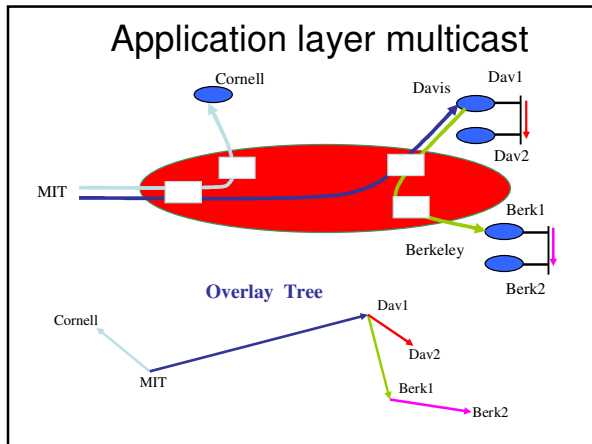 Application layer multicast
Cornell
Davis
Dav1
Dav2
MIT
Berk1
Berkeley
Berk2
Overlay Tree
Dav1
Cornell
Dav2
MIT
Berk1
Berk2